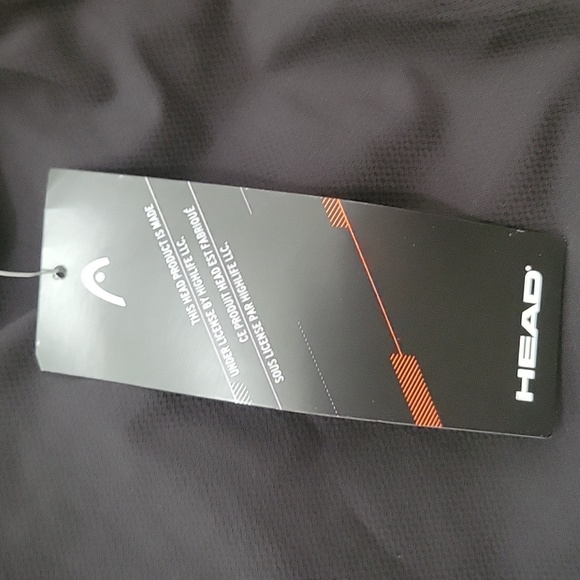 THIS HEAD PRODUCT IS MADE
UNDER LICENSE BY HIGHLIFE LLC.
CE PRODUIT HEAD EST FABRIQUÉ
SOUS LICENSE PAR HIGHLIFE LLC.
HEAD